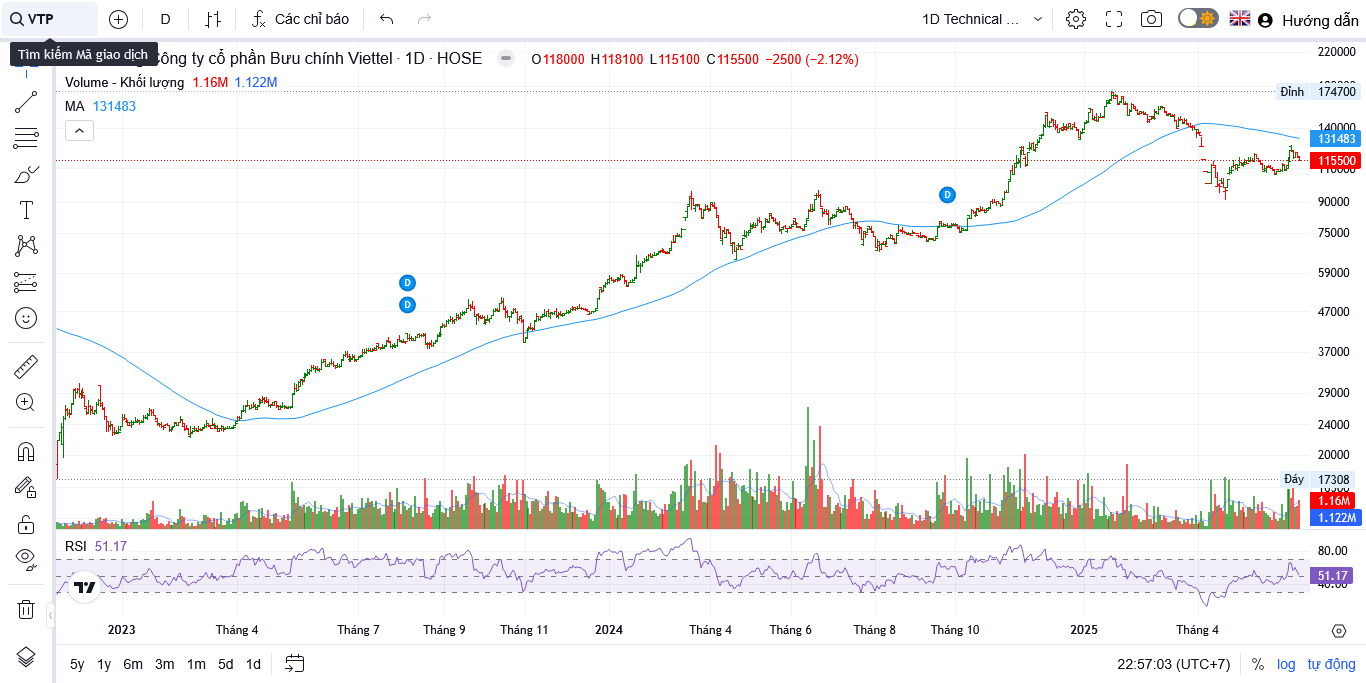 VTP D Các chỉ báo 1D Technical ... Hướng dẫn
Tìm kiếm Mã giao dịch
Công ty cổ phần Bưu chính Viettel · 1D · HOSE O118000 H118100 L115100 C115500 −2500 (−2.12%)
Volume - Khối lượng 1.16M 1.122M
MA 131483
220000
Đỉnh 174700
140000
131483
115500
110000
90000
75000
59000
47000
37000
29000
24000
20000
Đáy 17308
1.16M
1.122M
D
D
D
RSI 51.17
80.00
51.17
40.00
2023 Tháng 4 Tháng 7 Tháng 9 Tháng 11 2024 Tháng 4 Tháng 6 Tháng 8 Tháng 10 2025 Tháng 4
5y 1y 6m 3m 1m 5d 1d 22:57:03 (UTC+7) % log tự động